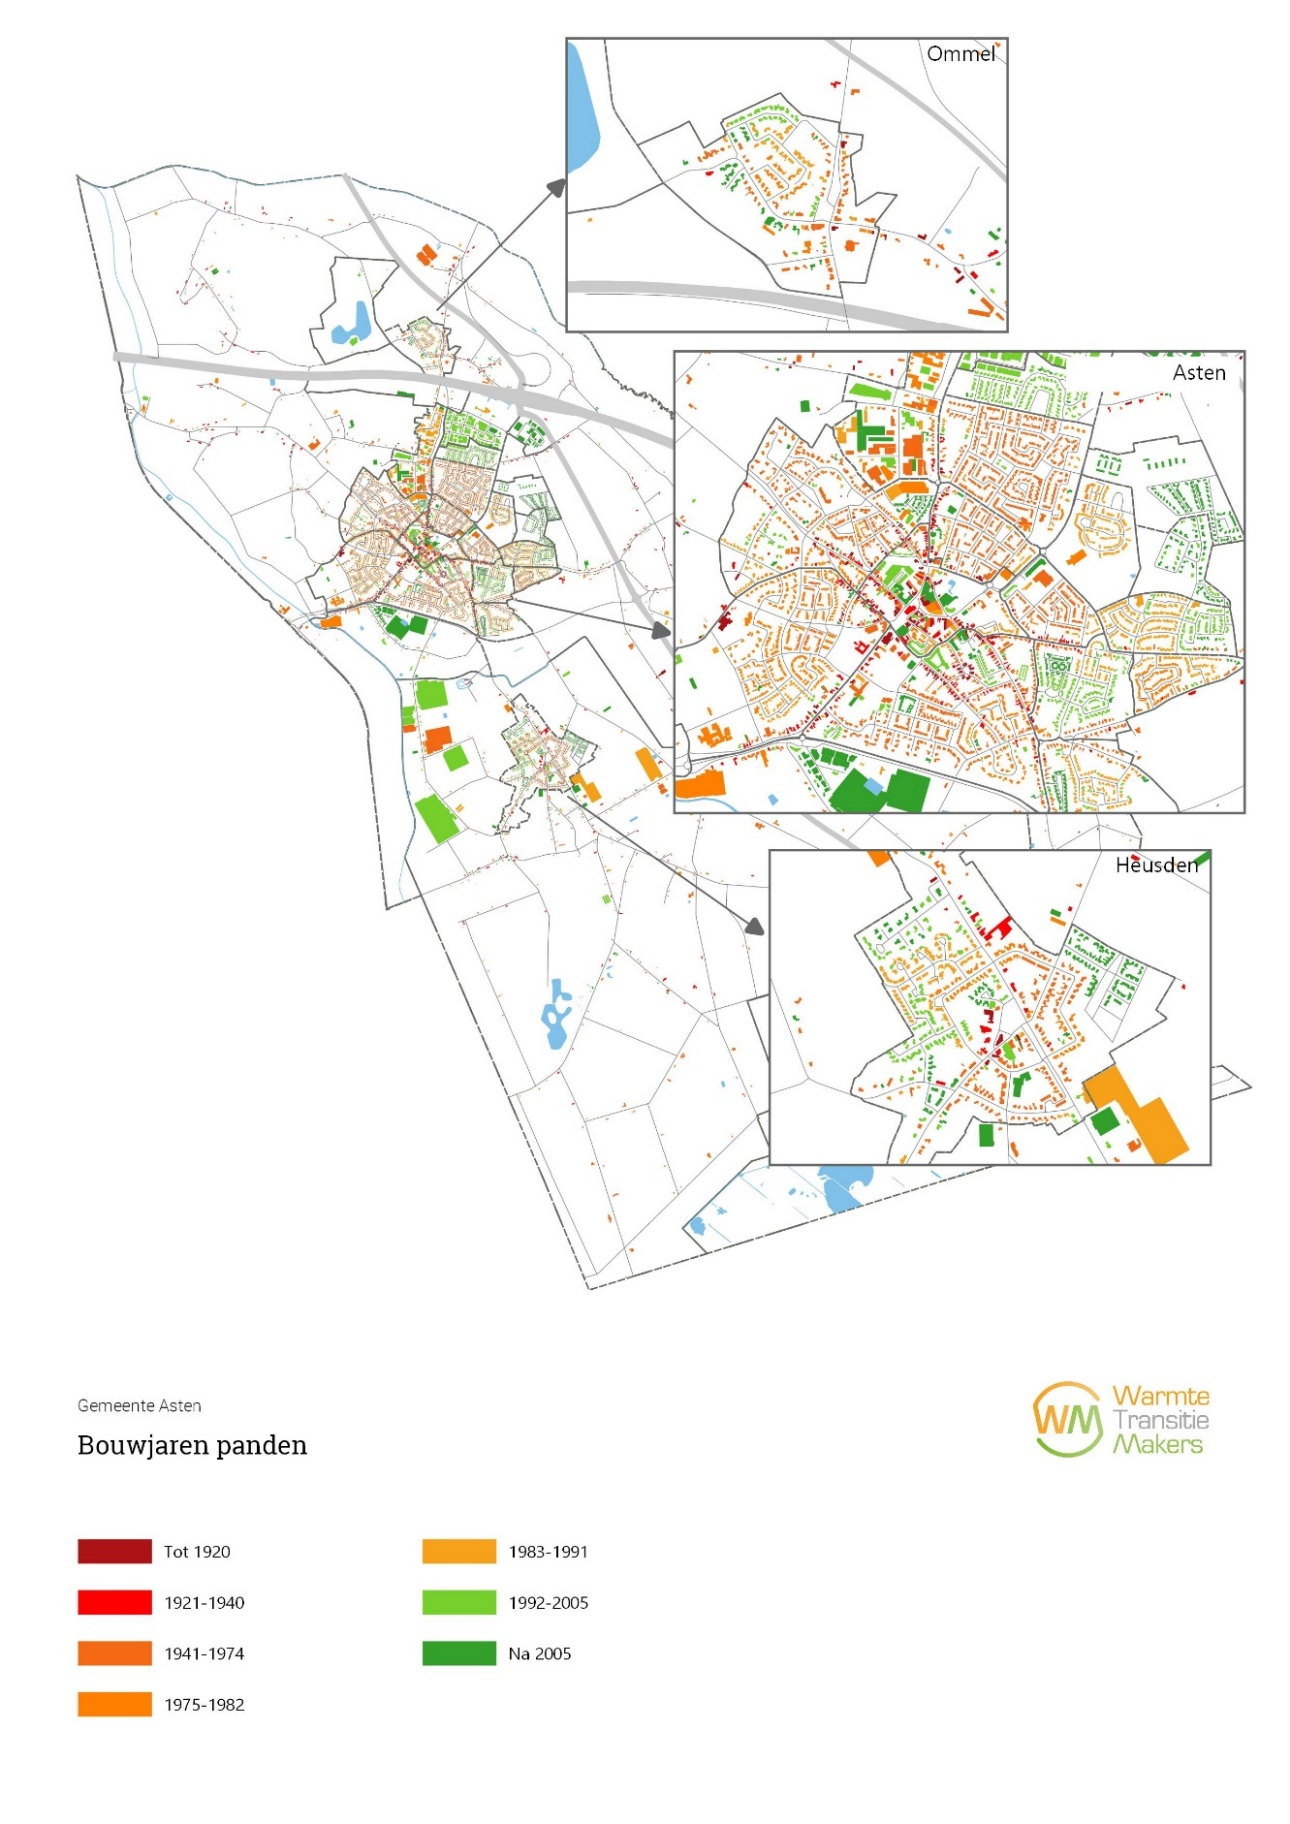 Ommel
Asten
Heusden
Gemeente Asten
Bouwjaren panden
WM
Warmte
Transitie
Makers
Tot 1920
1921-1940
1941-1974
1975-1982
1983-1991
1992-2005
Na 2005